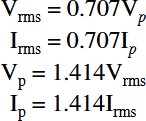 Vrms = 0.707Vp
Irms = 0.707Ip
Vp = 1.414Vrms
Ip = 1.414Irms